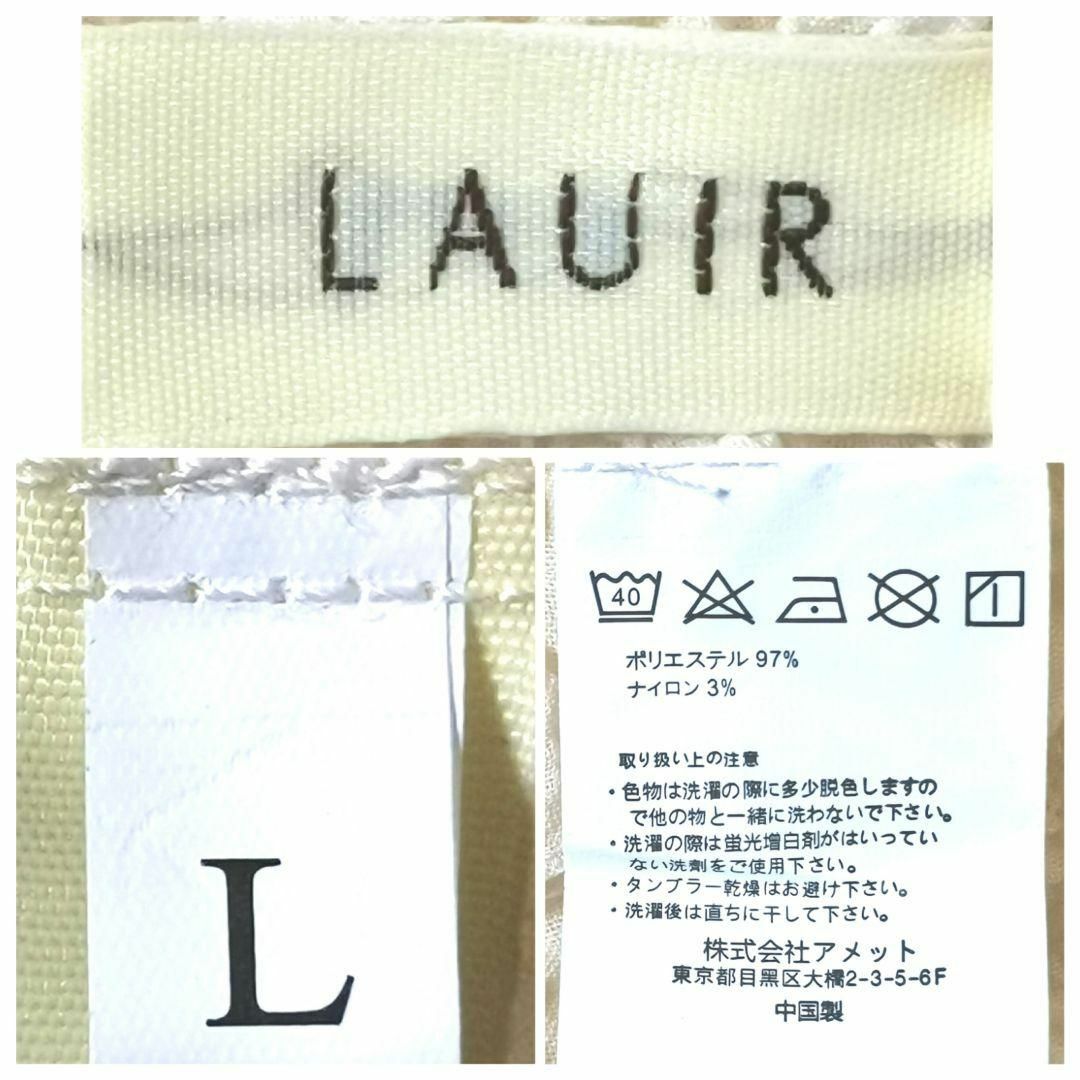 LAUIR
L
40
ポリエステル 97%
ナイロン 3%
取り扱い上の注意
・色物は洗濯の際に多少脱色しますの
で他の物と一緒に洗わないで下さい。
・洗濯の際は蛍光増白剤がはいってい
ない洗剤をご使用下さい。
・タンブラー乾燥はお避け下さい。
・洗濯後は直ちに干して下さい。
株式会社アメット
東京都目黒区大橋2-3-5-6F
中国製